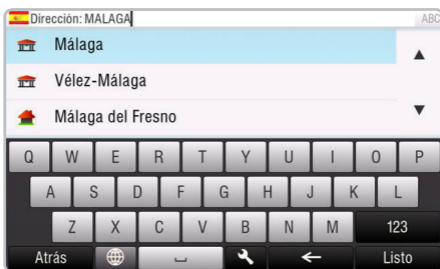 Dirección: MALAGA ABC
Málaga
Vélez-Málaga
Málaga del Fresno
Q W E R T Y U I O P
A S D F G H J K L
Z X C V B N M 123
Atrás Listo